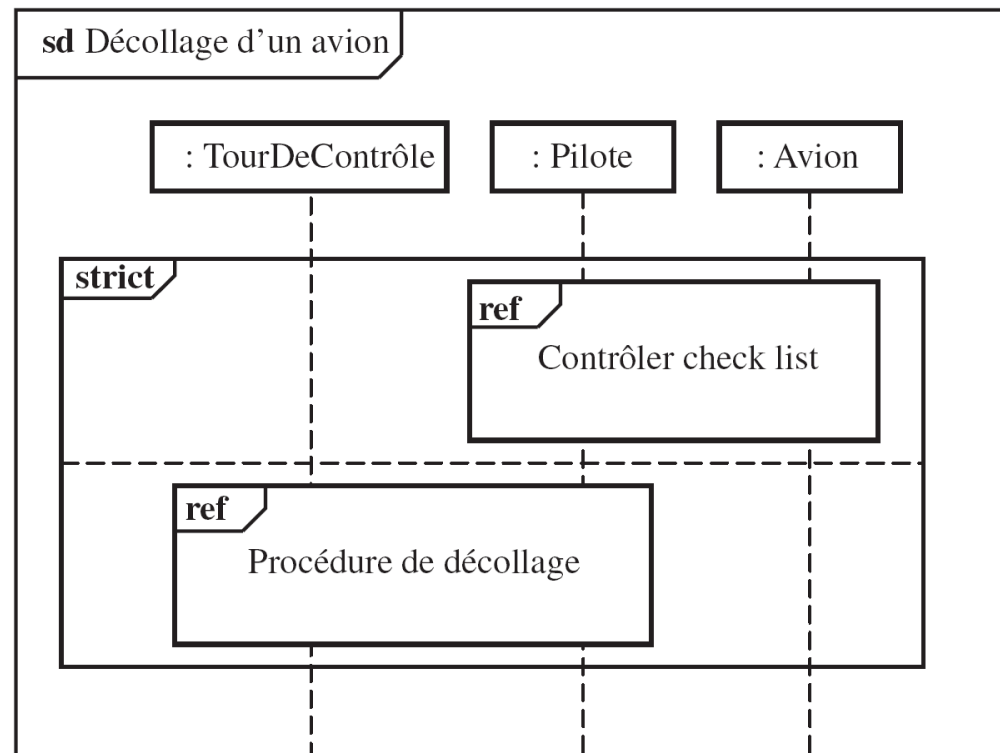 sd Décollage d’un avion
: TourDeContrôle
: Pilote
: Avion
strict
ref
Contrôler check list
ref
Procédure de décollage